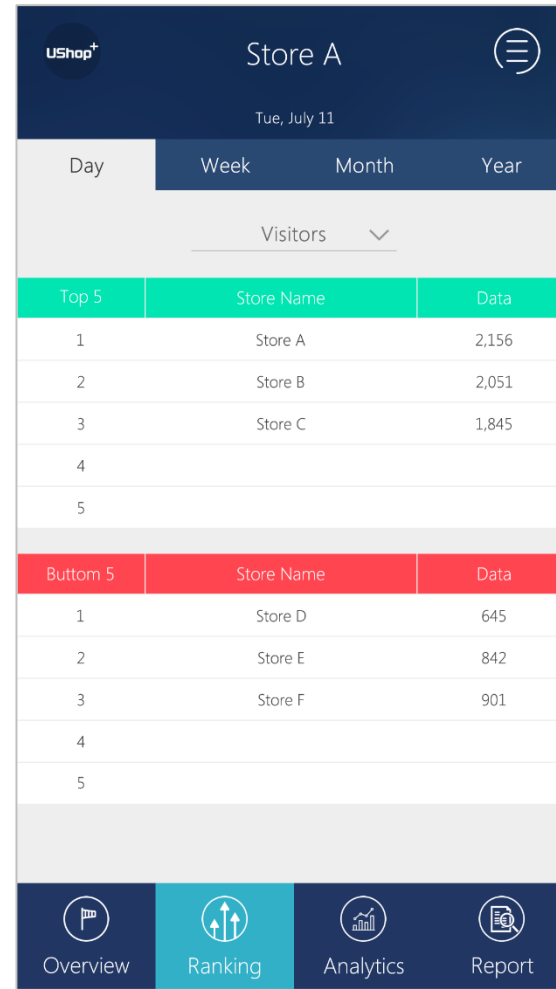 UShop+
Store A
Tue, July 11
Day Week Month Year
Visitors
Top 5 Store Name Data
1 Store A 2,156
2 Store B 2,051
3 Store C 1,845
4
5
Buttom 5 Store Name Data
1 Store D 645
2 Store E 842
3 Store F 901
4
5
Overview Ranking Analytics Report